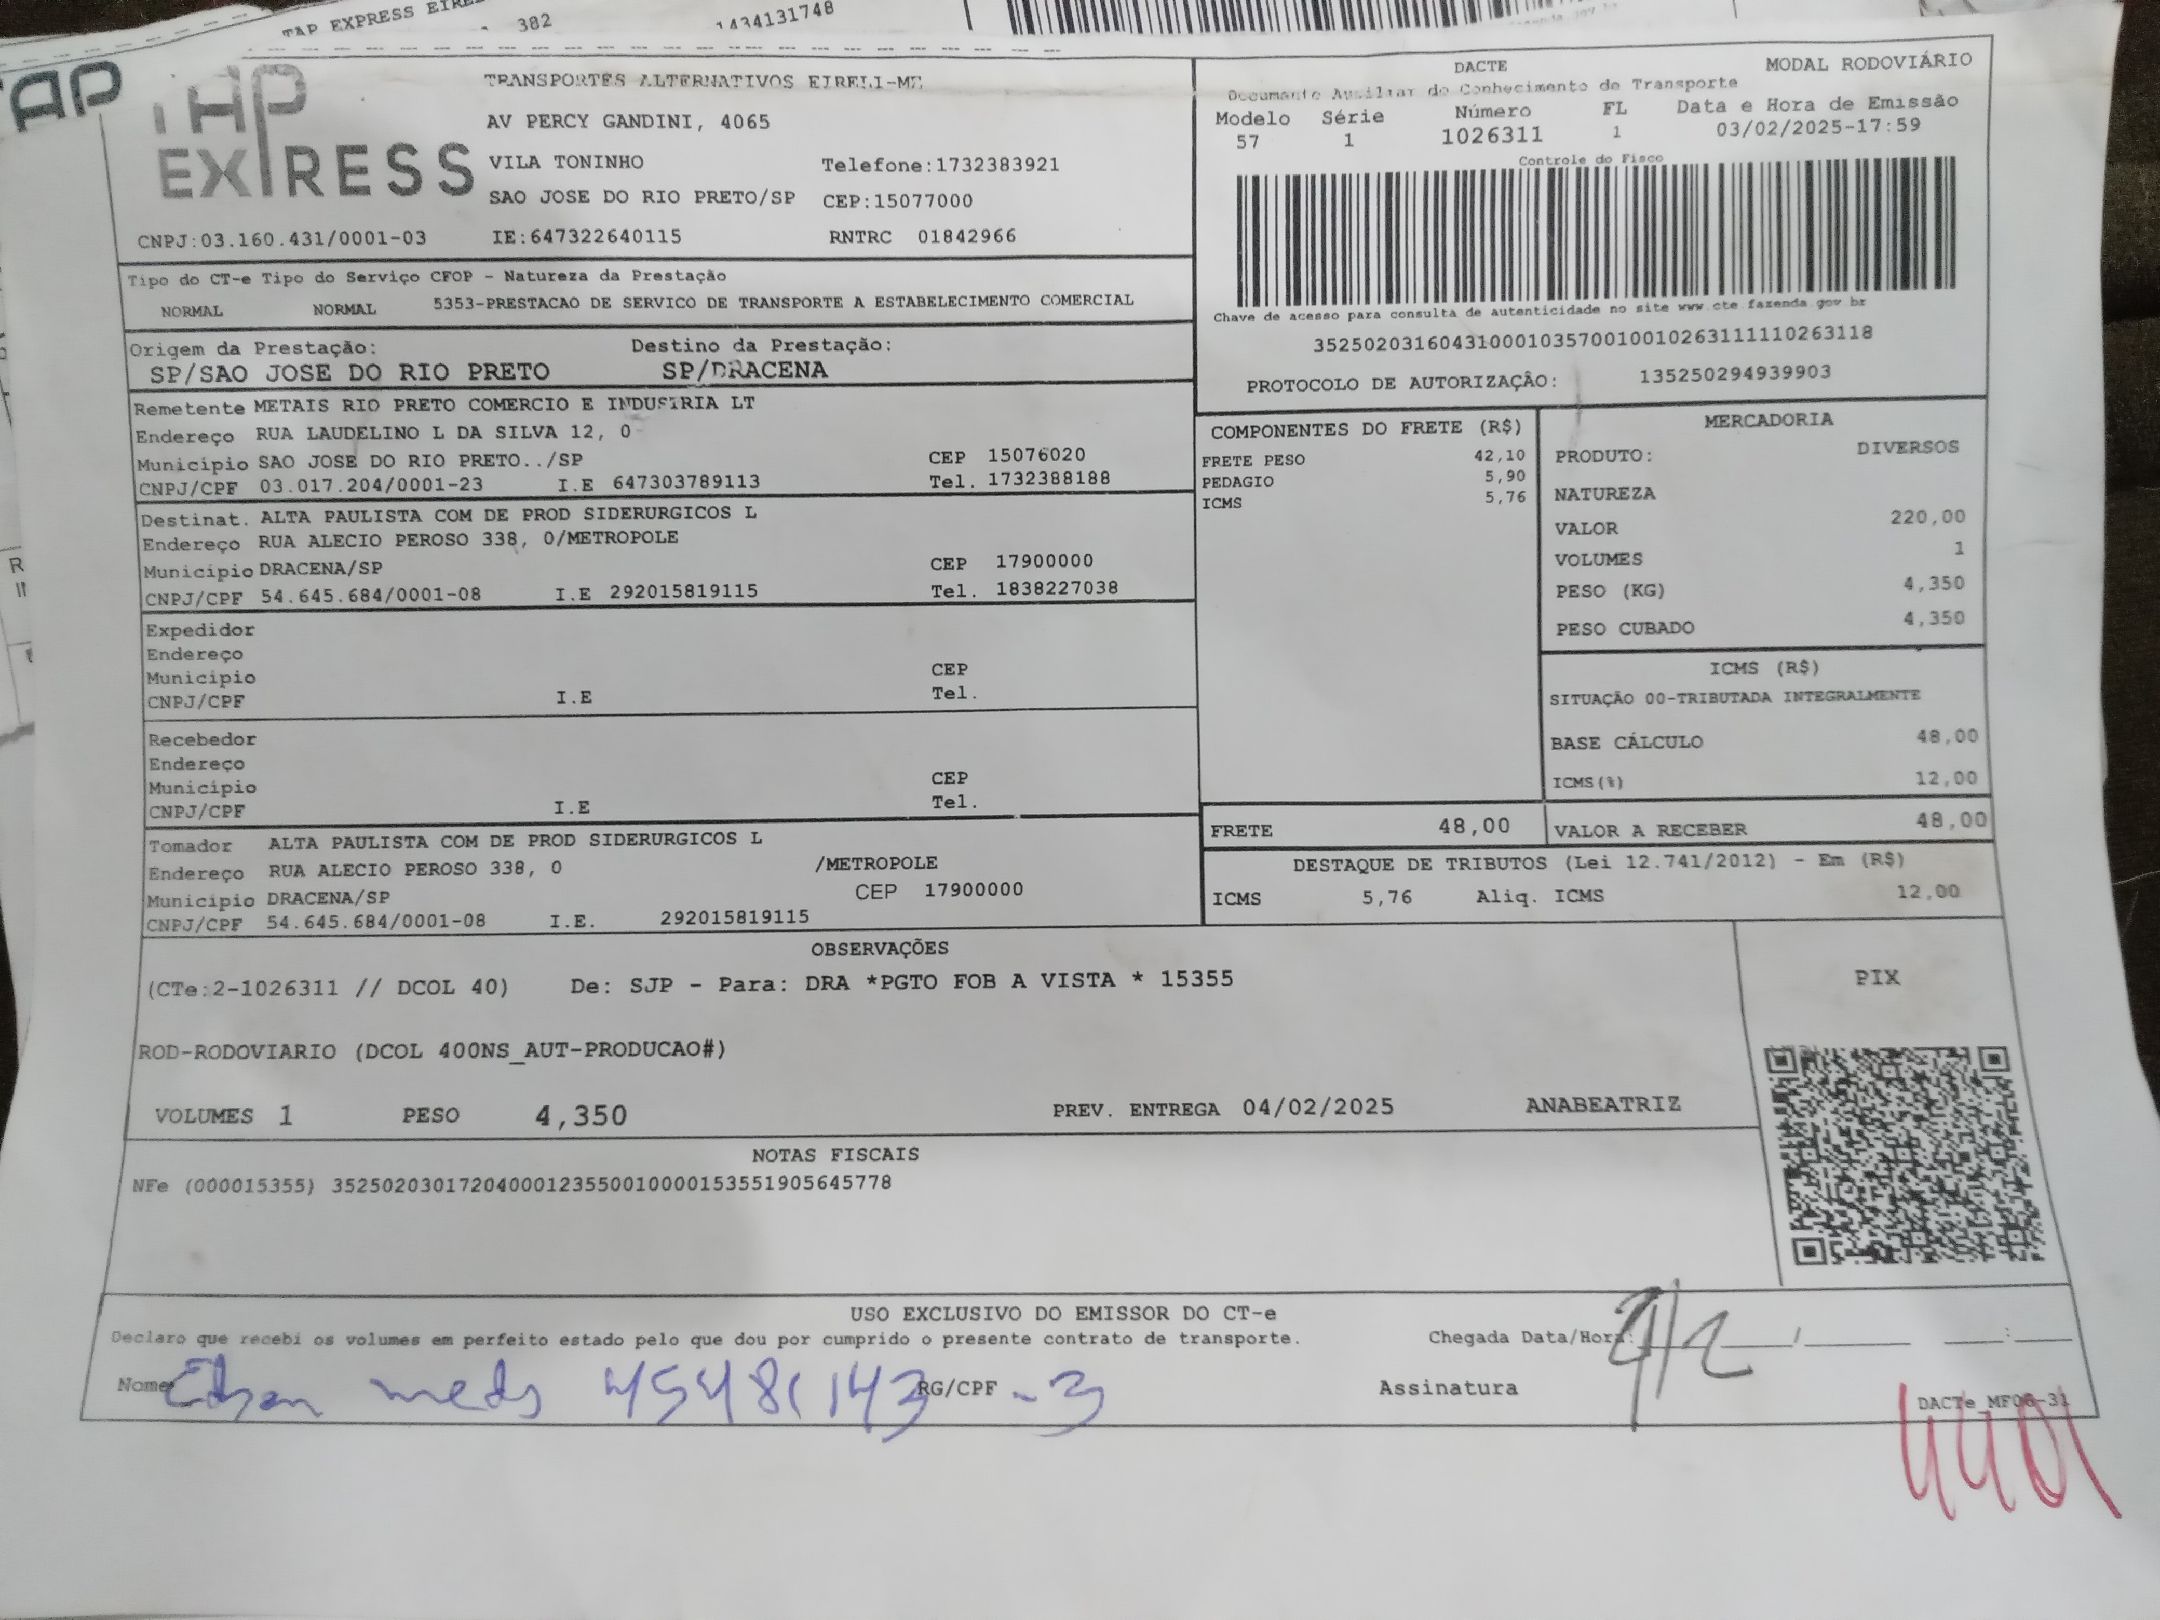 TAP EXPRESS
382
1434131748
TAP
TAP
EXPRESS
TRANSPORTES ALTERNATIVOS EIRELI-ME
AV PERCY GANDINI, 4065
VILA TONINHO Telefone:1732383921
SAO JOSE DO RIO PRETO/SP CEP:15077000
CNPJ:03.160.431/0001-03 IE:647322640115 RNTRC 01842966
DACTE MODAL RODOVIÁRIO
Documento Auxiliar do Conhecimento de Transporte
Modelo Série Número FL Data e Hora de Emissão
57 1 1026311 1 03/02/2025-17:59
Controle do Fisco
Chave de acesso para consulta de autenticidade no site www.cte.fazenda.gov.br
35250203160431000103570010010263111110263118
PROTOCOLO DE AUTORIZAÇÃO: 135250294939903
Tipo do CT-e Tipo do Serviço CFOP - Natureza da Prestação
NORMAL NORMAL 5353-PRESTACAO DE SERVICO DE TRANSPORTE A ESTABELECIMENTO COMERCIAL
Origem da Prestação: Destino da Prestação:
SP/SAO JOSE DO RIO PRETO SP/DRACENA
Remetente METAIS RIO PRETO COMERCIO E INDUSTRIA LT
Endereço RUA LAUDELINO L DA SILVA 12, 0
Município SAO JOSE DO RIO PRETO../SP CEP 15076020
CNPJ/CPF 03.017.204/0001-23 I.E 647303789113 Tel. 1732388188
Destinat. ALTA PAULISTA COM DE PROD SIDERURGICOS L
Endereço RUA ALECIO PEROSO 338, 0/METROPOLE
Município DRACENA/SP CEP 17900000
CNPJ/CPF 54.645.684/0001-08 I.E 292015819115 Tel. 1838227038
Expedidor
Endereço
Município CEP
CNPJ/CPF I.E Tel.
Recebedor
Endereço
Município CEP
CNPJ/CPF I.E Tel.
Tomador ALTA PAULISTA COM DE PROD SIDERURGICOS L
Endereço RUA ALECIO PEROSO 338, 0 /METROPOLE
Município DRACENA/SP CEP 17900000
CNPJ/CPF 54.645.684/0001-08 I.E. 292015819115
COMPONENTES DO FRETE (R$)
FRETE PESO 42,10
PEDAGIO 5,90
ICMS 5,76
MERCADORIA
PRODUTO: DIVERSOS
NATUREZA
VALOR 220,00
VOLUMES 1
PESO (KG) 4,350
PESO CUBADO 4,350
ICMS (R$)
SITUAÇÃO 00-TRIBUTADA INTEGRALMENTE
BASE CÁLCULO 48,00
ICMS(%) 12,00
FRETE 48,00 VALOR A RECEBER 48,00
DESTAQUE DE TRIBUTOS (Lei 12.741/2012) - Em (R$)
ICMS 5,76 Aliq. ICMS 12,00
OBSERVAÇÕES
(CTe:2-1026311 // DCOL 40) De: SJP - Para: DRA *PGTO FOB A VISTA * 15355
ROD-RODOVIARIO (DCOL 400NS_AUT-PRODUCAO#)
VOLUMES 1 PESO 4,350 PREV. ENTREGA 04/02/2025 ANABEATRIZ
PIX
NOTAS FISCAIS
NFe (000015355) 35250203017204000123550010000153551905645778
USO EXCLUSIVO DO EMISSOR DO CT-e
Declaro que recebi os volumes em perfeito estado pelo que dou por cumprido o presente contrato de transporte. Chegada Data/Hora: / :
Nome RG/CPF Assinatura
DACTe_MF06-31